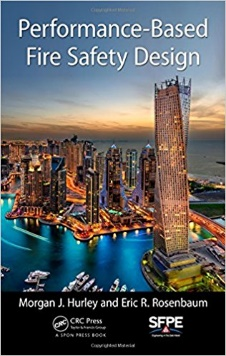 Performance-Based
Fire Safety Design
Morgan J. Hurley and Eric R. Rosenbaum
CRC Press
Taylor & Francis Group
A SPON PRESS BOOK
SFPE